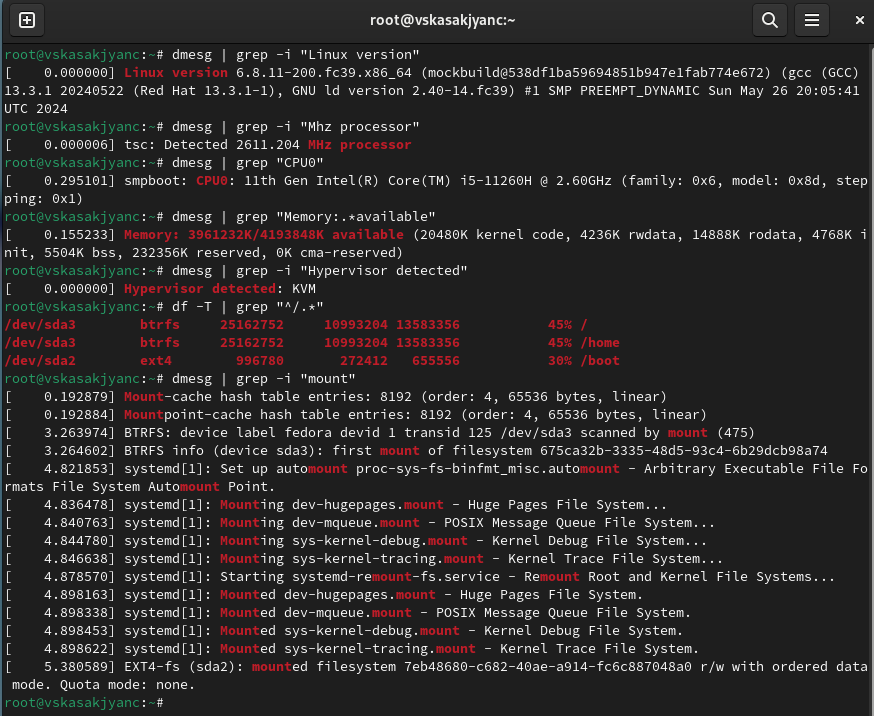 root@vskasakjyanc:~
root@vskasakjyanc:~# dmesg | grep -i "Linux version"
[    0.000000] Linux version 6.8.11-200.fc39.x86_64 (mockbuild@538df1ba59694851b947e1fab774e672) (gcc (GCC)
13.3.1 20240522 (Red Hat 13.3.1-1), GNU ld version 2.40-14.fc39) #1 SMP PREEMPT_DYNAMIC Sun May 26 20:05:41
UTC 2024
root@vskasakjyanc:~# dmesg | grep -i "Mhz processor"
[    0.000006] tsc: Detected 2611.204 MHz processor
root@vskasakjyanc:~# dmesg | grep "CPU0"
[    0.295101] smpboot: CPU0: 11th Gen Intel(R) Core(TM) i5-11260H @ 2.60GHz (family: 0x6, model: 0x8d, step
ping: 0x1)
root@vskasakjyanc:~# dmesg | grep "Memory:.*available"
[    0.155233] Memory: 3961232K/4193848K available (20480K kernel code, 4236K rwdata, 14888K rodata, 4768K i
nit, 5504K bss, 232356K reserved, 0K cma-reserved)
root@vskasakjyanc:~# dmesg | grep -i "Hypervisor detected"
[    0.000000] Hypervisor detected: KVM
root@vskasakjyanc:~# df -T | grep "^/.*"
/dev/sda3        btrfs     25162752     10993204 13583356           45% /
/dev/sda3        btrfs     25162752     10993204 13583356           45% /home
/dev/sda2        ext4        996780       272412   655556           30% /boot
root@vskasakjyanc:~# dmesg | grep -i "mount"
[    0.192879] Mount-cache hash table entries: 8192 (order: 4, 65536 bytes, linear)
[    0.192884] Mountpoint-cache hash table entries: 8192 (order: 4, 65536 bytes, linear)
[    3.263974] BTRFS: device label fedora devid 1 transid 125 /dev/sda3 scanned by mount (475)
[    3.264602] BTRFS info (device sda3): first mount of filesystem 675ca32b-3335-48d5-93c4-6b29dcb98a74
[    4.821853] systemd[1]: Set up automount proc-sys-fs-binfmt_misc.automount - Arbitrary Executable File Fo
rmats File System Automount Point.
[    4.836478] systemd[1]: Mounting dev-hugepages.mount - Huge Pages File System...
[    4.840763] systemd[1]: Mounting dev-mqueue.mount - POSIX Message Queue File System...
[    4.844780] systemd[1]: Mounting sys-kernel-debug.mount - Kernel Debug File System...
[    4.846638] systemd[1]: Mounting sys-kernel-tracing.mount - Kernel Trace File System...
[    4.878570] systemd[1]: Starting systemd-remount-fs.service - Remount Root and Kernel File Systems...
[    4.898163] systemd[1]: Mounted dev-hugepages.mount - Huge Pages File System.
[    4.898338] systemd[1]: Mounted dev-mqueue.mount - POSIX Message Queue File System.
[    4.898453] systemd[1]: Mounted sys-kernel-debug.mount - Kernel Debug File System.
[    4.898622] systemd[1]: Mounted sys-kernel-tracing.mount - Kernel Trace File System.
[    5.380589] EXT4-fs (sda2): mounted filesystem 7eb48680-c682-40ae-a914-fc6c887048a0 r/w with ordered data
 mode. Quota mode: none.
root@vskasakjyanc:~#